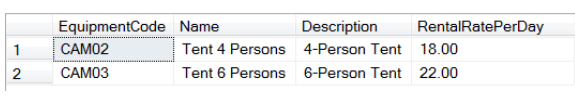 EquipmentCode Name Description RentalRatePerDay
1 CAM02 Tent 4 Persons 4-Person Tent 18.00
2 CAM03 Tent 6 Persons 6-Person Tent 22.00